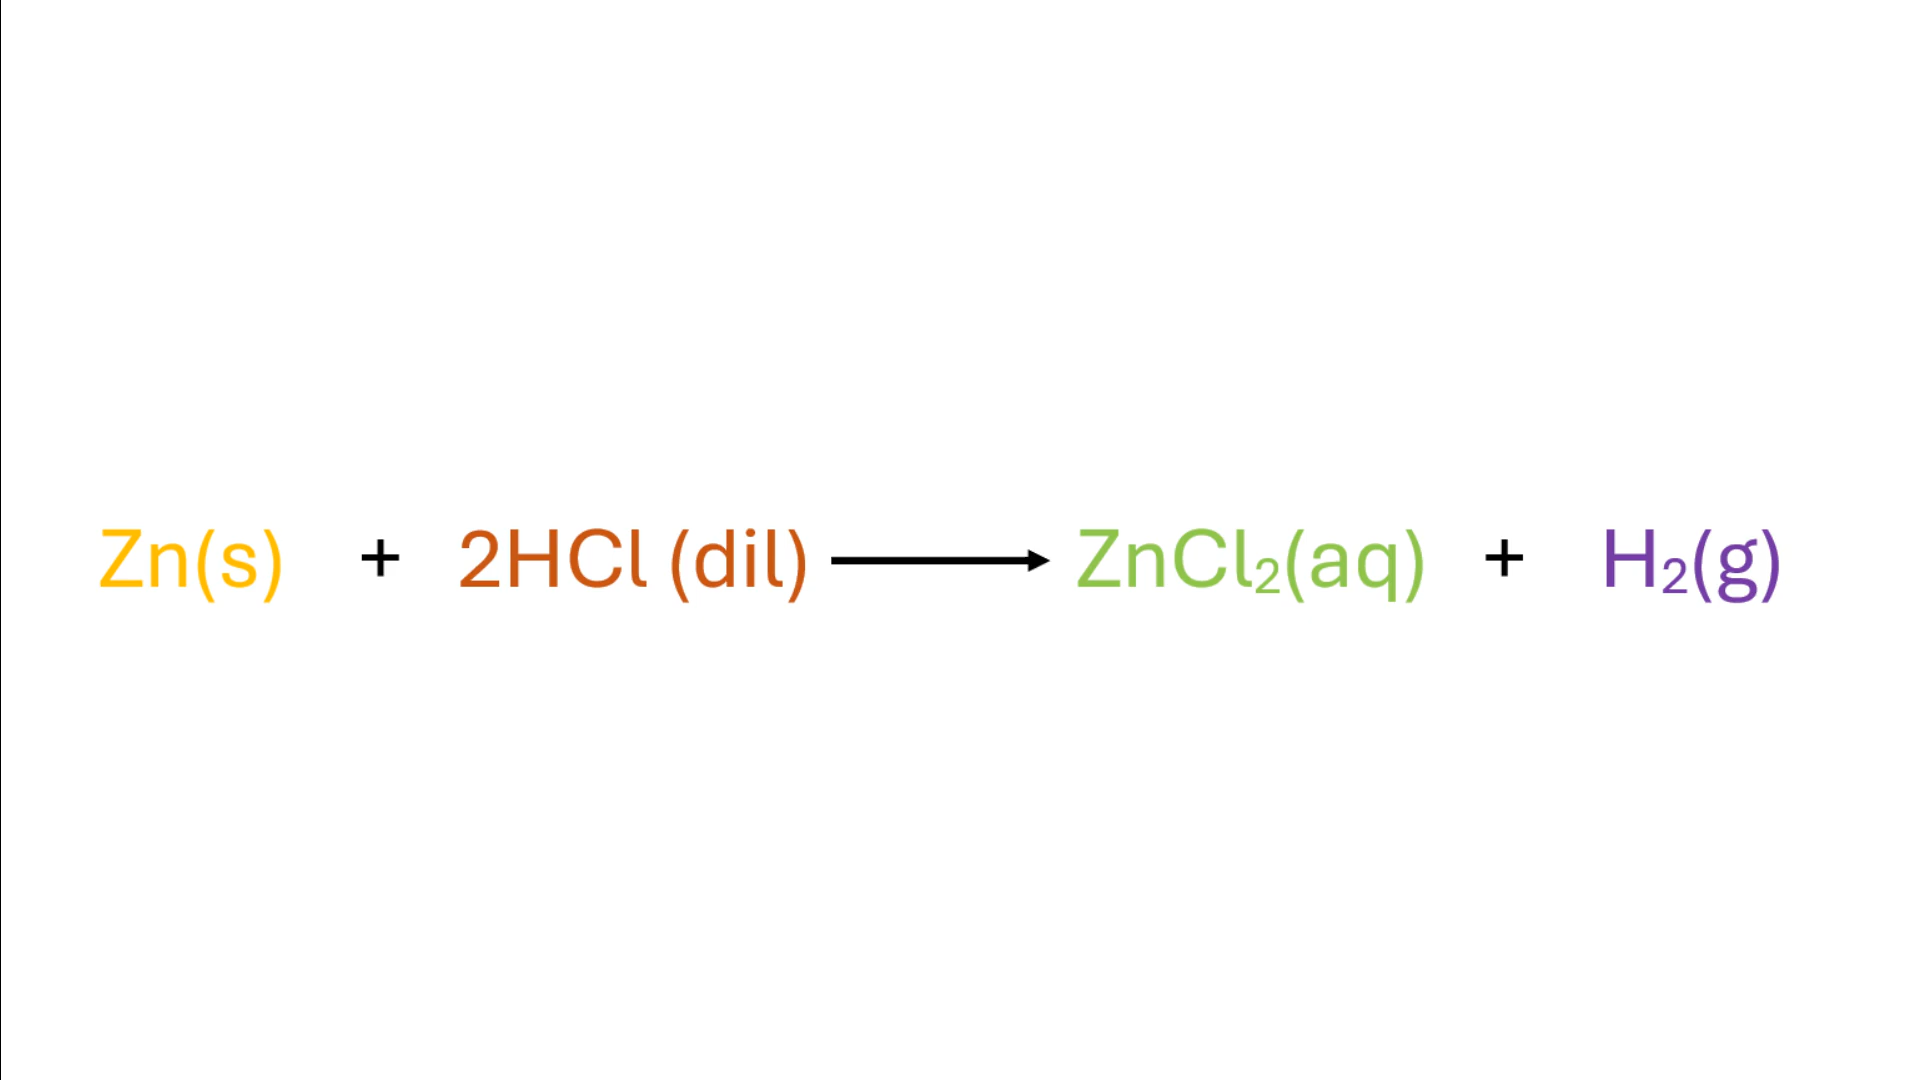 Zn(s) + 2HCl (dil) ⟶ ZnCl₂(aq) + H₂(g)